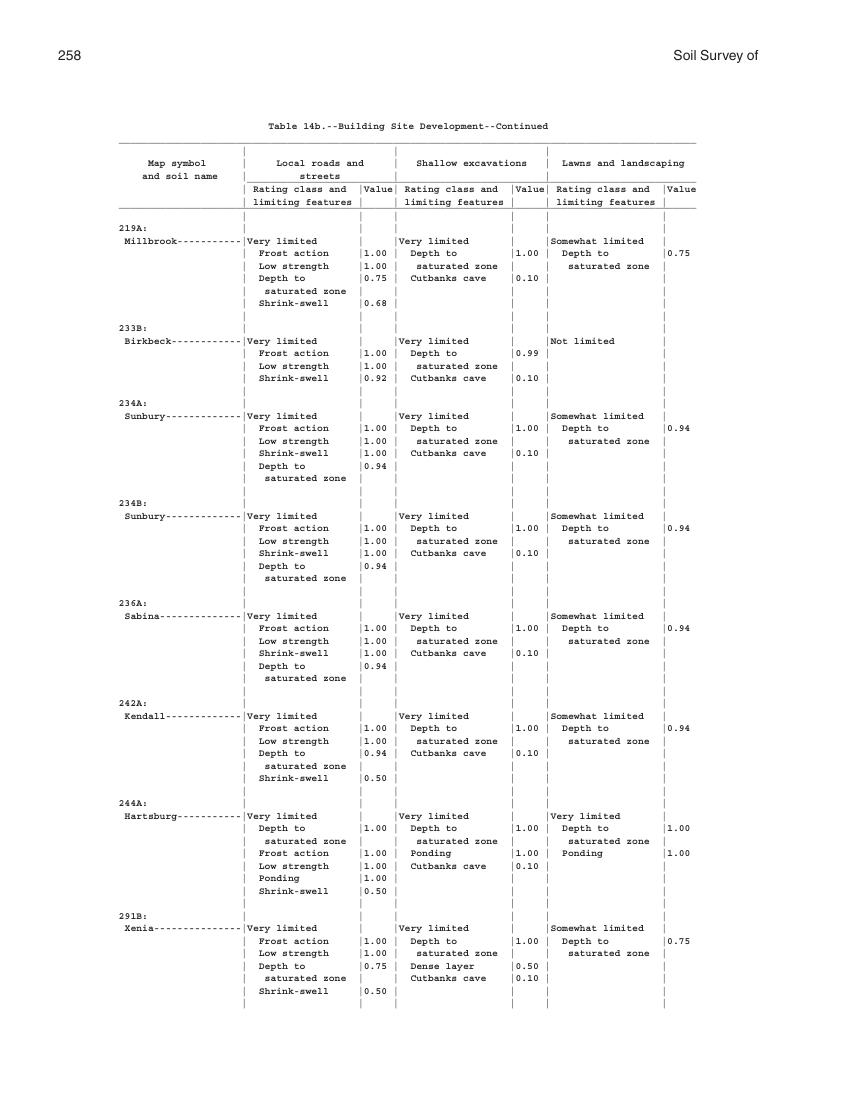 258 Soil Survey of
Table 14b.--Building Site Development--Continued
Map symbol | Local roads and | Shallow excavations | Lawns and landscaping
and soil name | streets | |
| Rating class and |Value| Rating class and |Value| Rating class and |Value
| limiting features | | limiting features | | limiting features |
219A:
Millbrook-----------|Very limited | |Very limited | |Somewhat limited |
| Frost action |1.00 | Depth to |1.00 | Depth to |0.75
| Low strength |1.00 | saturated zone | | saturated zone |
| Depth to |0.75 | Cutbanks cave |0.10 | |
| saturated zone | | | | |
| Shrink-swell |0.68 | | | |
233B:
Birkbeck------------|Very limited | |Very limited | |Not limited |
| Frost action |1.00 | Depth to |0.99 | |
| Low strength |1.00 | saturated zone | | |
| Shrink-swell |0.92 | Cutbanks cave |0.10 | |
234A:
Sunbury-------------|Very limited | |Very limited | |Somewhat limited |
| Frost action |1.00 | Depth to |1.00 | Depth to |0.94
| Low strength |1.00 | saturated zone | | saturated zone |
| Shrink-swell |1.00 | Cutbanks cave |0.10 | |
| Depth to |0.94 | | | |
| saturated zone | | | | |
234B:
Sunbury-------------|Very limited | |Very limited | |Somewhat limited |
| Frost action |1.00 | Depth to |1.00 | Depth to |0.94
| Low strength |1.00 | saturated zone | | saturated zone |
| Shrink-swell |1.00 | Cutbanks cave |0.10 | |
| Depth to |0.94 | | | |
| saturated zone | | | | |
236A:
Sabina--------------|Very limited | |Very limited | |Somewhat limited |
| Frost action |1.00 | Depth to |1.00 | Depth to |0.94
| Low strength |1.00 | saturated zone | | saturated zone |
| Shrink-swell |1.00 | Cutbanks cave |0.10 | |
| Depth to |0.94 | | | |
| saturated zone | | | | |
242A:
Kendall-------------|Very limited | |Very limited | |Somewhat limited |
| Frost action |1.00 | Depth to |1.00 | Depth to |0.94
| Low strength |1.00 | saturated zone | | saturated zone |
| Depth to |0.94 | Cutbanks cave |0.10 | |
| saturated zone | | | | |
| Shrink-swell |0.50 | | | |
244A:
Hartsburg-----------|Very limited | |Very limited | |Very limited |
| Depth to |1.00 | Depth to |1.00 | Depth to |1.00
| saturated zone | | saturated zone | | saturated zone |
| Frost action |1.00 | Ponding |1.00 | Ponding |1.00
| Low strength |1.00 | Cutbanks cave |0.10 | |
| Ponding |1.00 | | | |
| Shrink-swell |0.50 | | | |
291B:
Xenia---------------|Very limited | |Very limited | |Somewhat limited |
| Frost action |1.00 | Depth to |1.00 | Depth to |0.75
| Low strength |1.00 | saturated zone | | saturated zone |
| Depth to |0.75 | Dense layer |0.50 | |
| saturated zone | | Cutbanks cave |0.10 | |
| Shrink-swell |0.50 | | | |